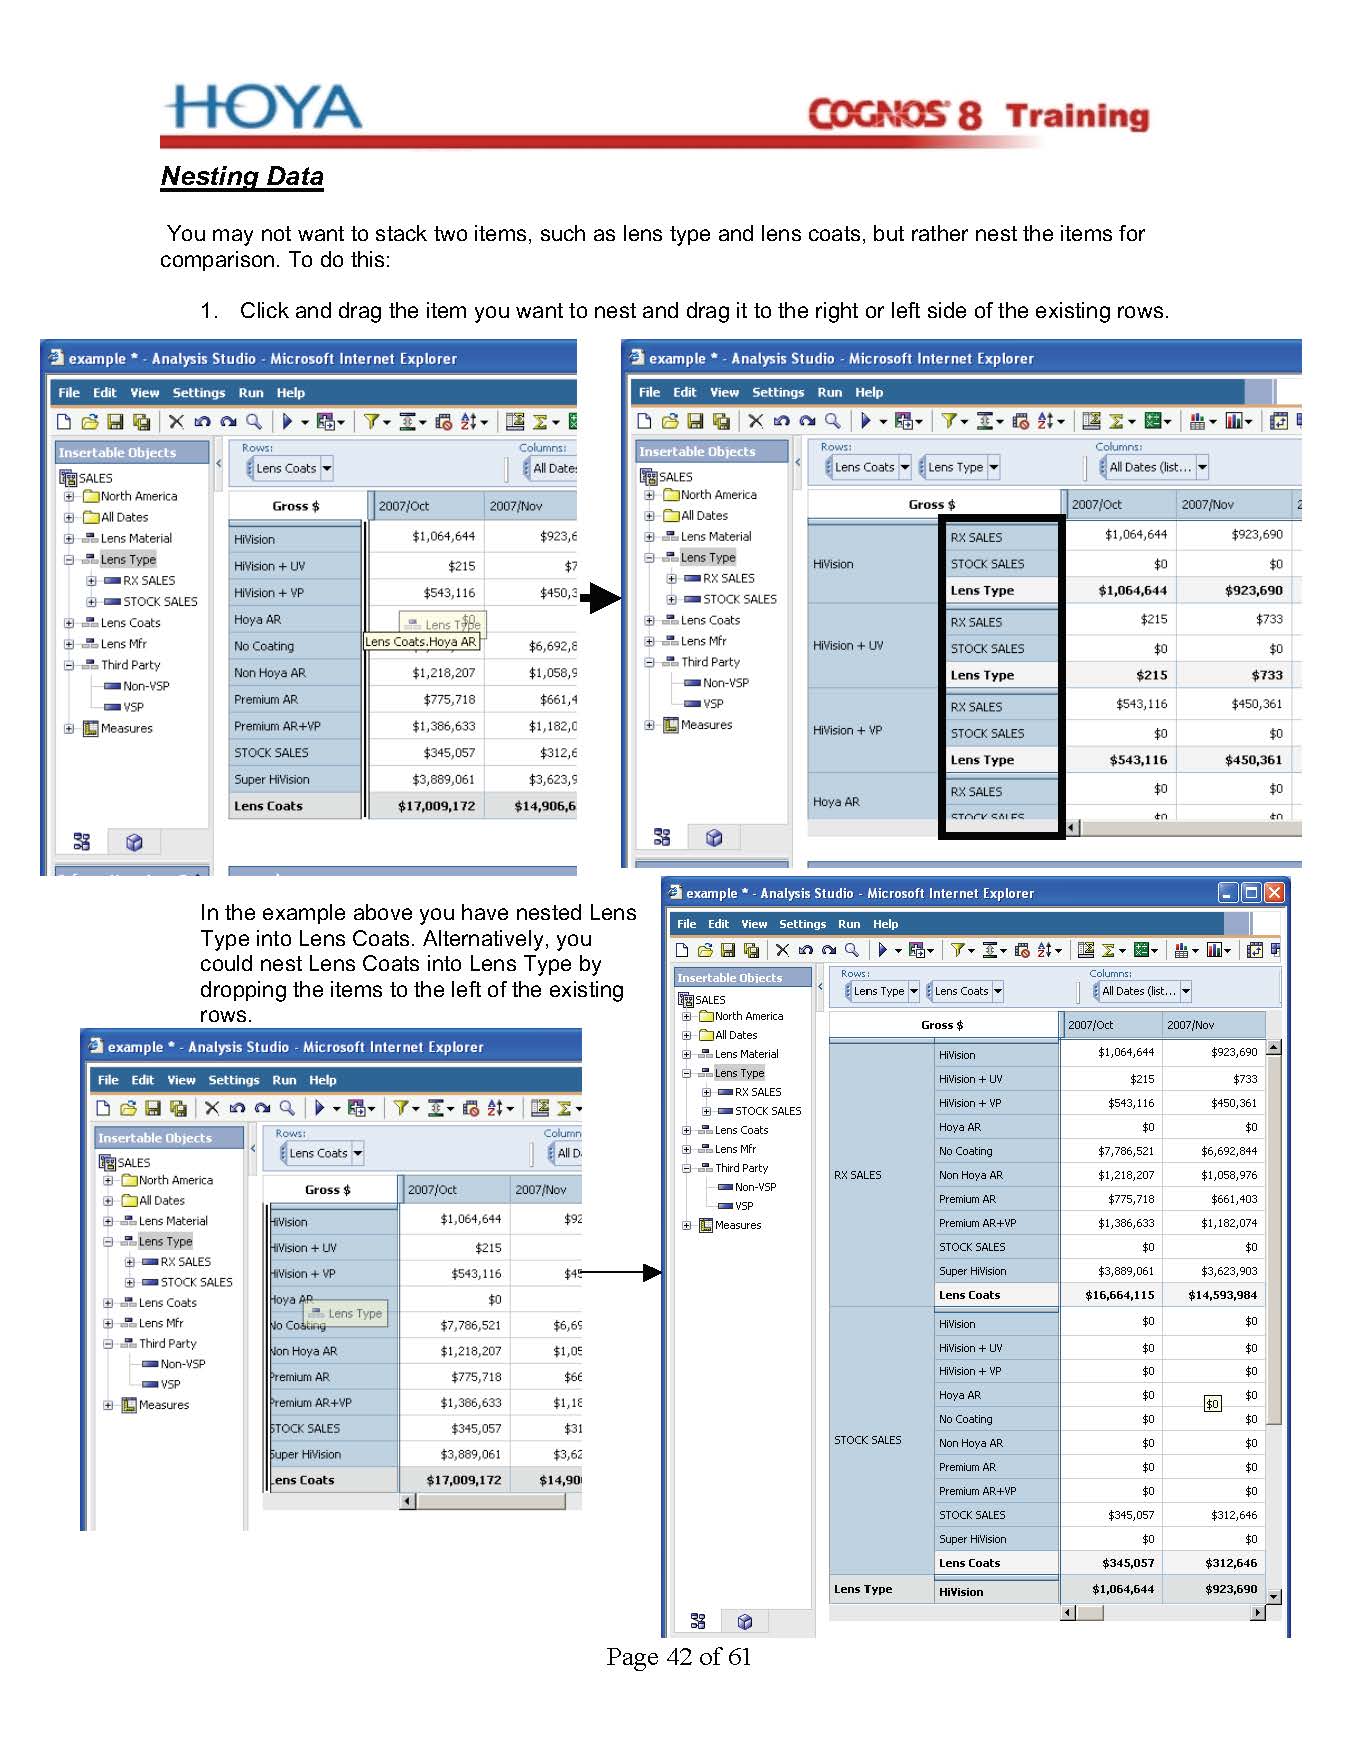 HOYA
COGNOS 8 Training
Nesting Data
You may not want to stack two items, such as lens type and lens coats, but rather nest the items for
comparison. To do this:
1. Click and drag the item you want to nest and drag it to the right or left side of the existing rows.
example * - Analysis Studio - Microsoft Internet Explorer
File Edit View Settings Run Help
Insertable Objects
SALES
North America
All Dates
Lens Material
Lens Type
RX SALES
STOCK SALES
Lens Coats
Lens Mfr
Third Party
Non-VSP
VSP
Measures
Rows: Columns:
Lens Coats All Dates
Gross $ 2007/Oct 2007/Nov
HiVision $1,064,644 $923,6
HiVision + UV $215 $7
HiVision + VP $543,116 $450,3
Hoya AR $0
Lens Type
Lens Coats.Hoya AR
No Coating $6,692,8
Non Hoya AR $1,218,207 $1,058,9
Premium AR $775,718 $661,4
Premium AR+VP $1,386,633 $1,182,0
STOCK SALES $345,057 $312,6
Super HiVision $3,889,061 $3,623,9
Lens Coats $17,009,172 $14,906,6
example * - Analysis Studio - Microsoft Internet Explorer
File Edit View Settings Run Help
Insertable Objects
SALES
North America
All Dates
Lens Material
Lens Type
RX SALES
STOCK SALES
Lens Coats
Lens Mfr
Third Party
Non-VSP
VSP
Measures
Rows: Columns:
Lens Coats Lens Type All Dates (list...
Gross $ 2007/Oct 2007/Nov 2
HiVision
RX SALES $1,064,644 $923,690
STOCK SALES $0 $0
Lens Type $1,064,644 $923,690
HiVision + UV
RX SALES $215 $733
STOCK SALES $0 $0
Lens Type $215 $733
HiVision + VP
RX SALES $543,116 $450,361
STOCK SALES $0 $0
Lens Type $543,116 $450,361
Hoya AR
RX SALES $0 $0
STOCK SALES $0 $0
In the example above you have nested Lens
Type into Lens Coats. Alternatively, you
could nest Lens Coats into Lens Type by
dropping the items to the left of the existing
rows.
example * - Analysis Studio - Microsoft Internet Explorer
File Edit View Settings Run Help
Insertable Objects
SALES
North America
All Dates
Lens Material
Lens Type
RX SALES
STOCK SALES
Lens Coats
Lens Mfr
Third Party
Non-VSP
VSP
Measures
Rows: Column
Lens Coats All D
Gross $ 2007/Oct 2007/Nov
HiVision $1,064,644 $92
HiVision + UV $215
HiVision + VP $543,116 $45
Hoya AR $0
Lens Type
No Coating $7,786,521 $6,69
Non Hoya AR $1,218,207 $1,05
Premium AR $775,718 $66
Premium AR+VP $1,386,633 $1,18
STOCK SALES $345,057 $31
Super HiVision $3,889,061 $3,62
Lens Coats $17,009,172 $14,90
example * - Analysis Studio - Microsoft Internet Explorer
File Edit View Settings Run Help
Insertable Objects
SALES
North America
All Dates
Lens Material
Lens Type
RX SALES
STOCK SALES
Lens Coats
Lens Mfr
Third Party
Non-VSP
VSP
Measures
Rows: Columns:
Lens Type Lens Coats All Dates (list...
Gross $ 2007/Oct 2007/Nov
RX SALES
HiVision $1,064,644 $923,690
HiVision + UV $215 $733
HiVision + VP $543,116 $450,361
Hoya AR $0 $0
No Coating $7,786,521 $6,692,844
Non Hoya AR $1,218,207 $1,058,976
Premium AR $775,718 $661,403
Premium AR+VP $1,386,633 $1,182,074
STOCK SALES $0 $0
Super HiVision $3,889,061 $3,623,903
Lens Coats $16,664,115 $14,593,984
STOCK SALES
HiVision $0 $0
HiVision + UV $0 $0
HiVision + VP $0 $0
Hoya AR $0 $0
$0
No Coating $0 $0
Non Hoya AR $0 $0
Premium AR $0 $0
Premium AR+VP $0 $0
STOCK SALES $345,057 $312,646
Super HiVision $0 $0
Lens Coats $345,057 $312,646
Lens Type HiVision $1,064,644 $923,690
Page 42 of 61